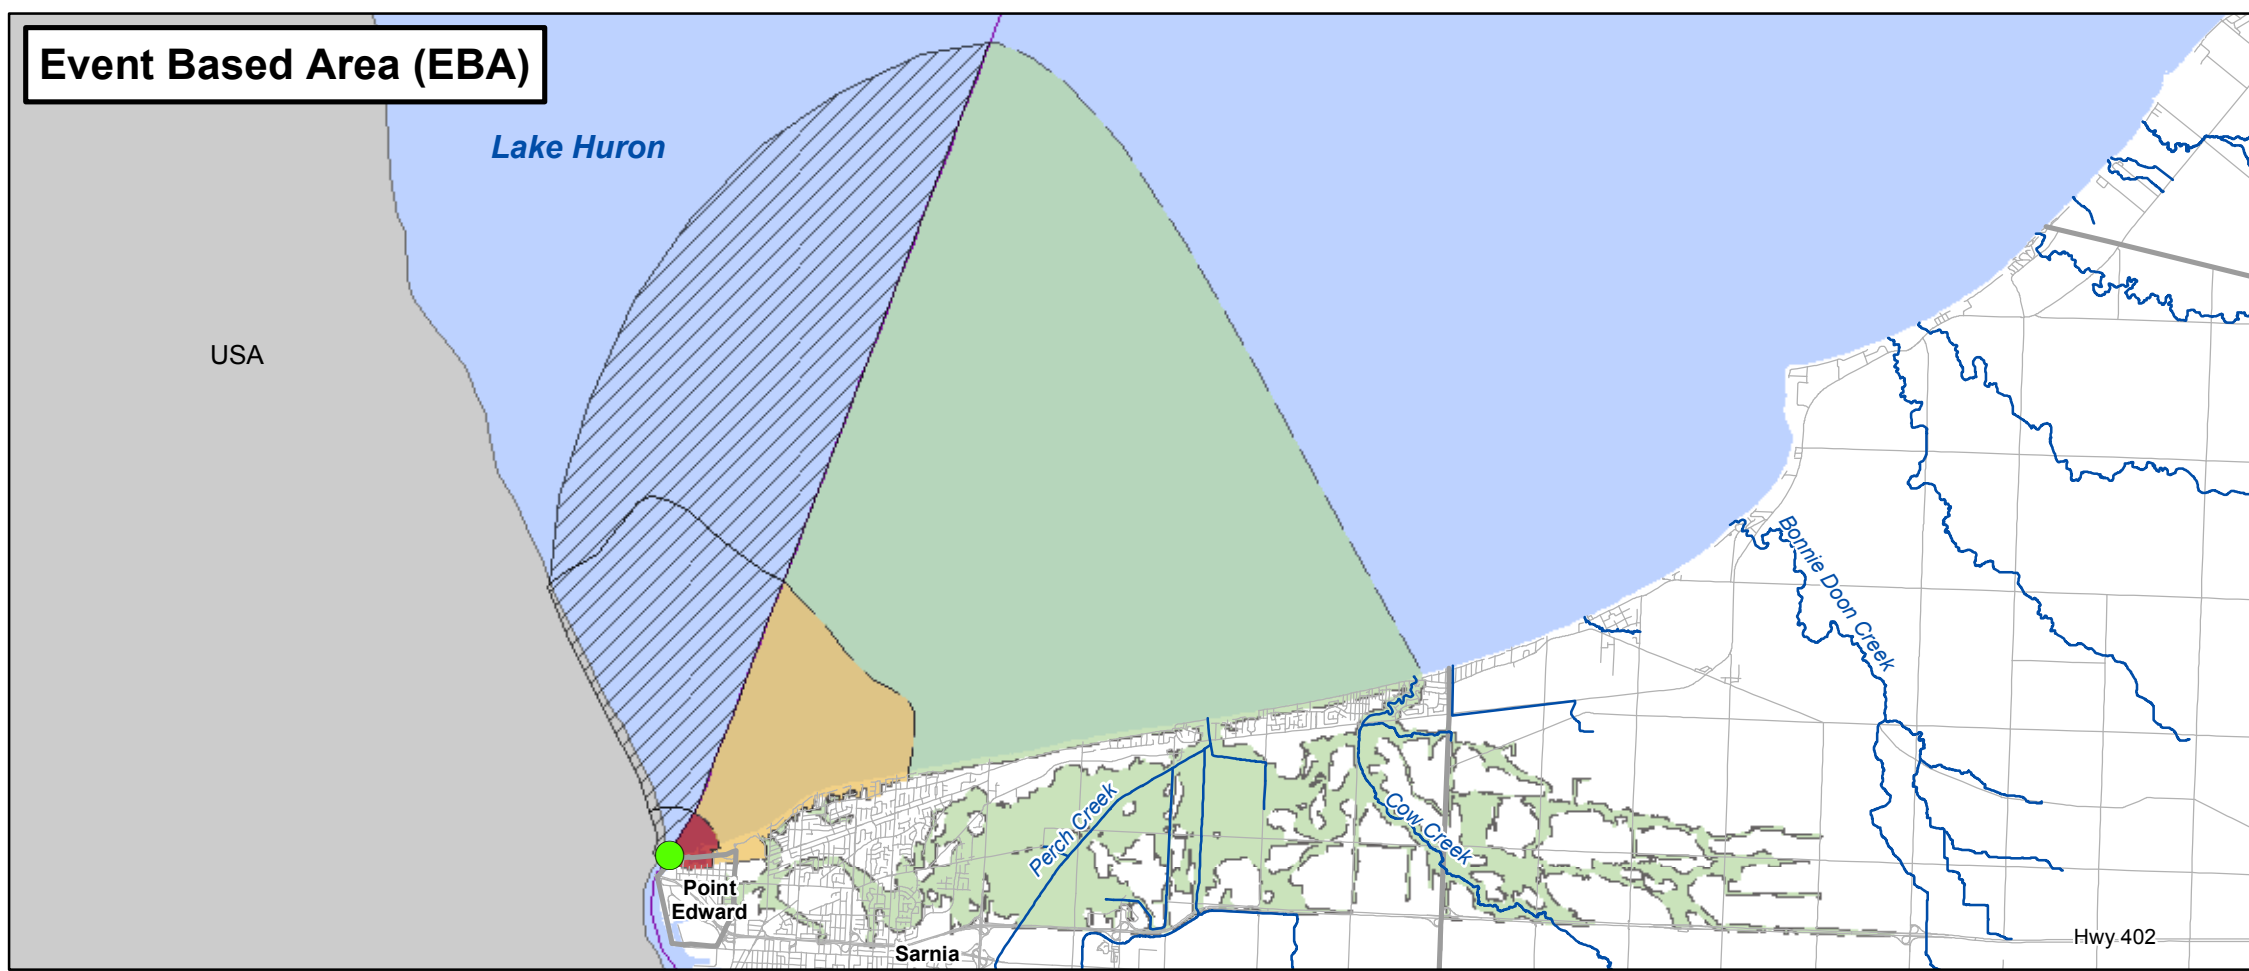 Event Based Area (EBA)
Lake Huron
USA
Bonnie Doon Creek
Perch Creek
Cow Creek
Point
Edward
Sarnia
Hwy 402